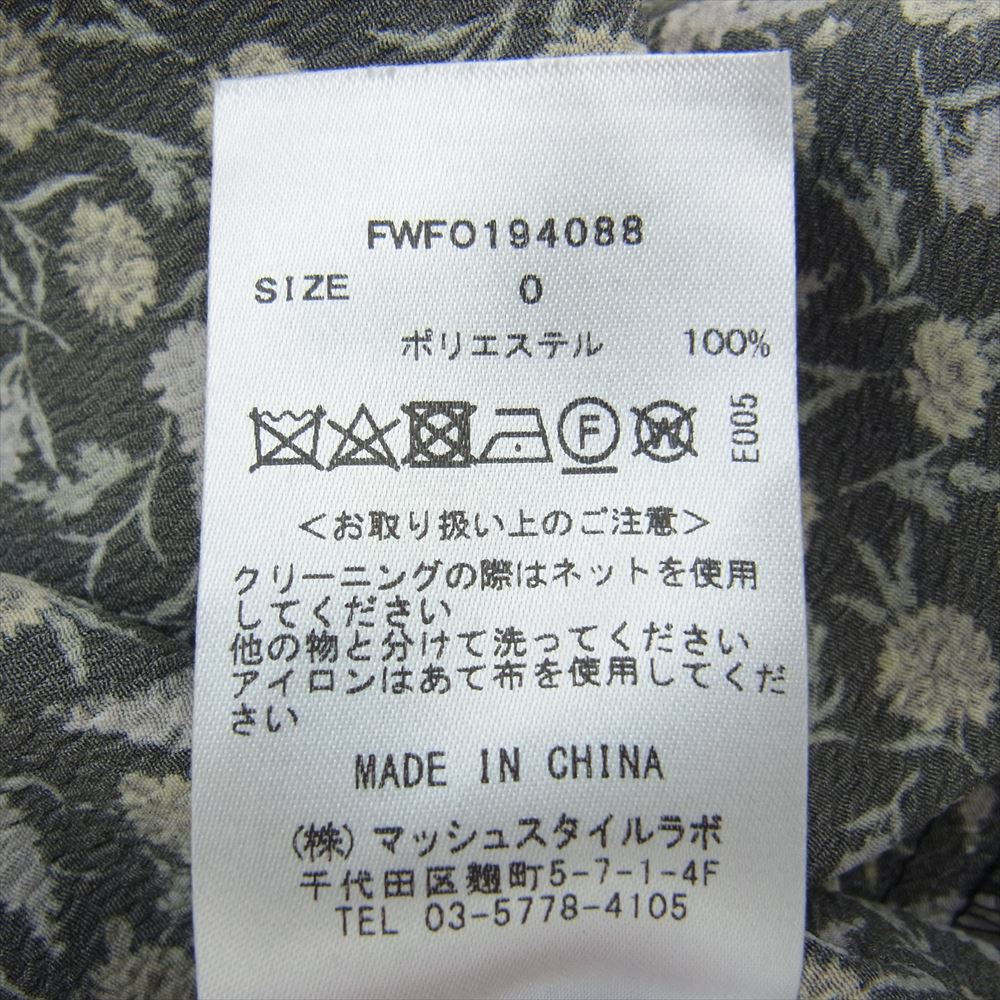 FWFO194088
SIZE 0
ポリエステル 100%
F W E005
＜お取り扱い上のご注意＞
クリーニングの際はネットを使用
してください
他の物と分けて洗ってください
アイロンはあて布を使用してくだ
さい
MADE IN CHINA
(株) マッシュスタイルラボ
千代田区麹町5-7-1-4F
TEL 03-5778-4105